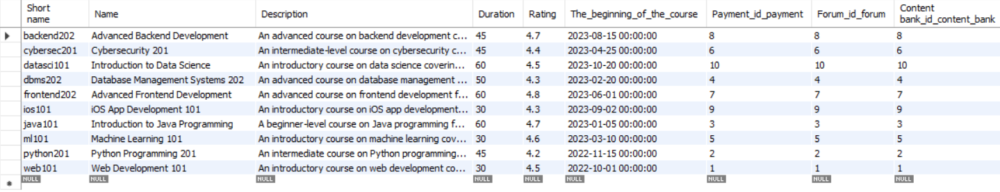 Short name Name Description Duration Rating The_beginning_of_the_course Payment_id_payment Forum_id_forum Content bank_id_content_bank
backend202 Advanced Backend Development An advanced course on backend development c... 45 4.7 2023-08-15 00:00:00 8 8 8
cybersec201 Cybersecurity 201 An intermediate-level course on cybersecurity c... 45 4.4 2023-04-25 00:00:00 6 6 6
datasci101 Introduction to Data Science An introductory course on data science coverin... 60 4.5 2023-10-20 00:00:00 10 10 10
dbms202 Database Management Systems 202 An advanced course on database management ... 50 4.3 2023-02-20 00:00:00 4 4 4
frontend202 Advanced Frontend Development An advanced course on frontend development f... 60 4.8 2023-06-01 00:00:00 7 7 7
ios101 iOS App Development 101 An introductory course on iOS app development... 30 4.3 2023-09-02 00:00:00 9 9 9
java101 Introduction to Java Programming A beginner-level course on Java programming f... 60 4.7 2023-01-05 00:00:00 3 3 3
ml101 Machine Learning 101 An introductory course on machine learning cov... 30 4.6 2023-03-10 00:00:00 5 5 5
python201 Python Programming 201 An intermediate course on Python programming... 45 4.2 2022-11-15 00:00:00 2 2 2
web101 Web Development 101 An introductory course on web development co... 30 4.5 2022-10-01 00:00:00 1 1 1
NULL NULL NULL NULL NULL NULL NULL NULL NULL